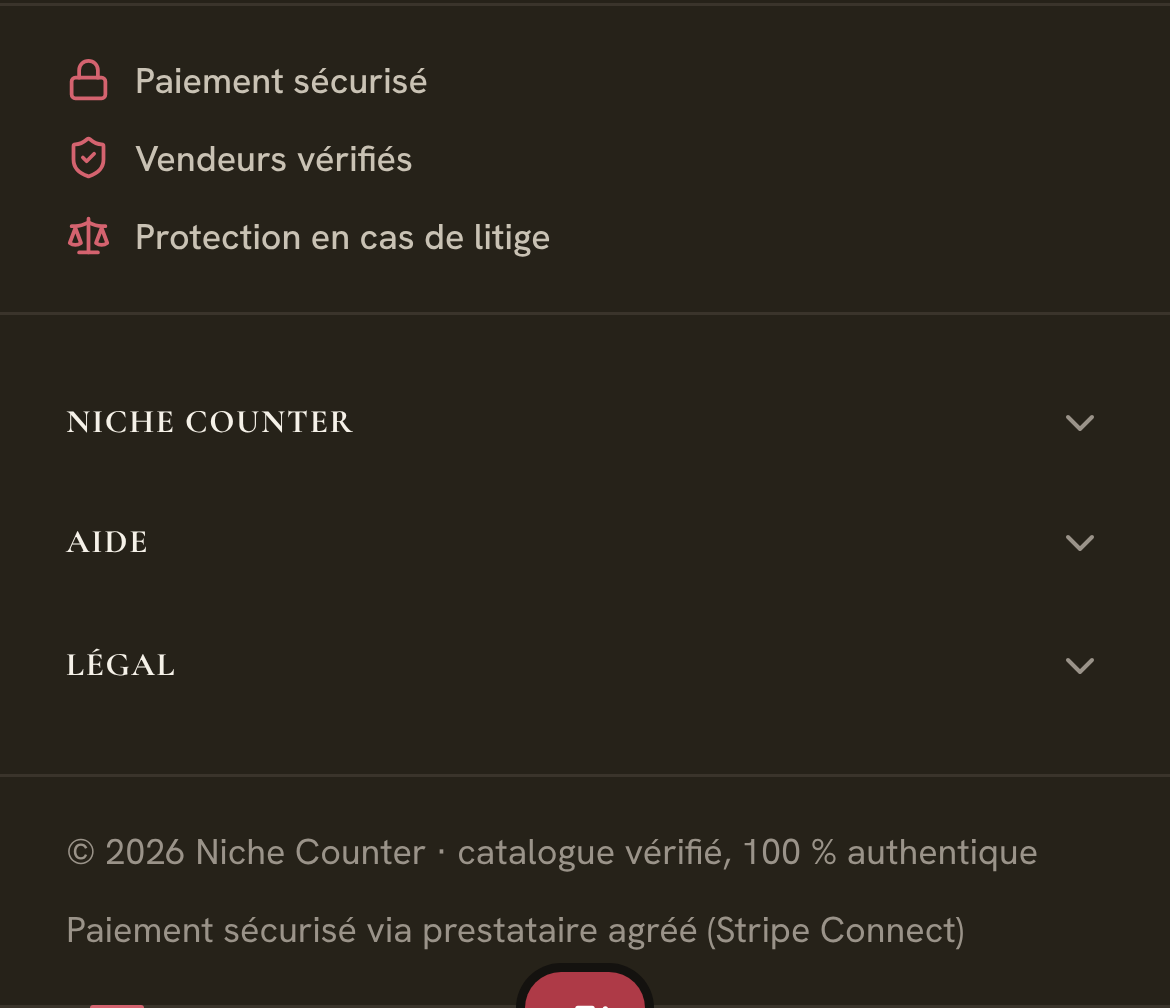 Paiement sécurisé
Vendeurs vérifiés
Protection en cas de litige
NICHE COUNTER
AIDE
LÉGAL
© 2026 Niche Counter · catalogue vérifié, 100 % authentique
Paiement sécurisé via prestataire agréé (Stripe Connect)